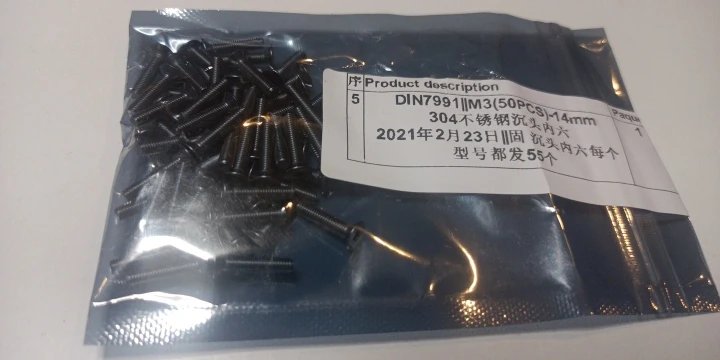 序 Product description
Paque
5 DIN7991||M3(50PCS)-14mm
1
304不锈钢沉头内六
2021年2月23日||固 沉头内六每个
型号都发55个